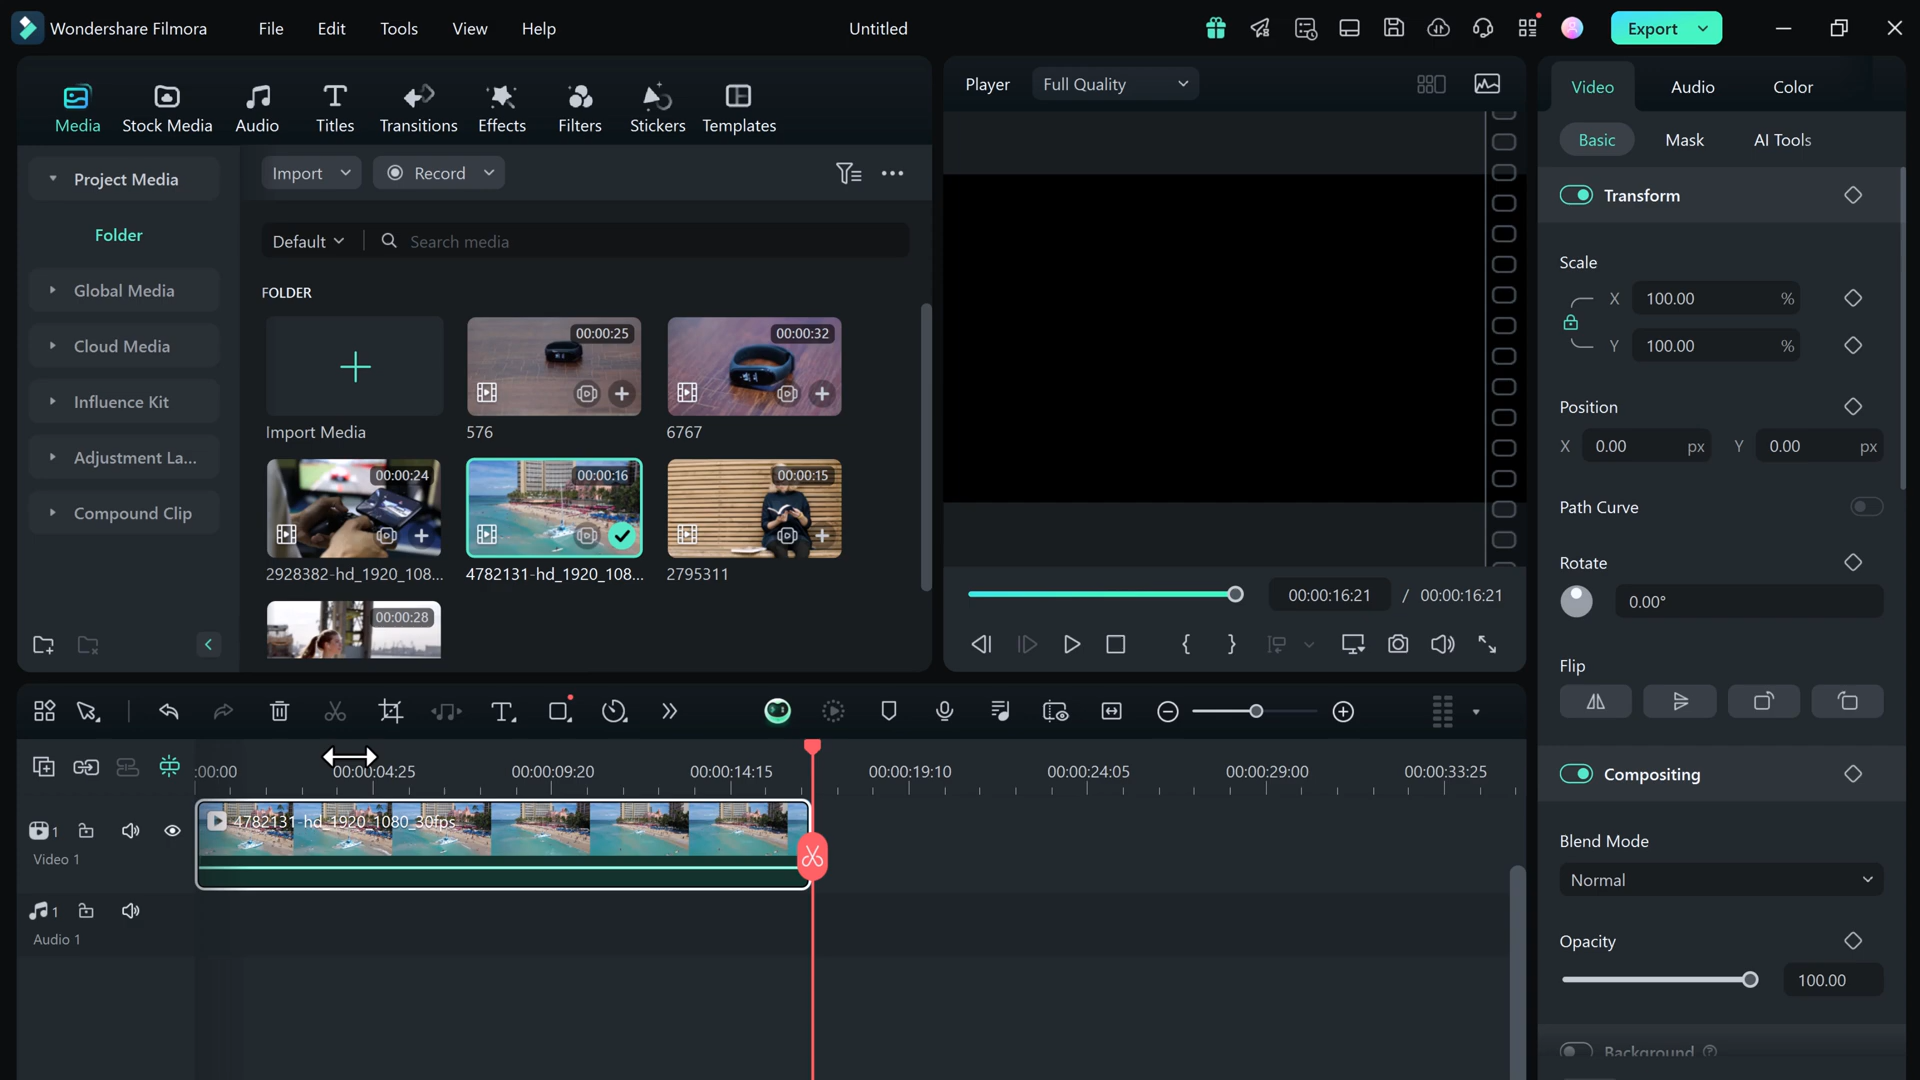 Wondershare Filmora
File
Edit
Tools
View
Help
Untitled
Export
Media
Stock Media
Audio
Titles
Transitions
Effects
Filters
Stickers
Templates
Project Media
Folder
Global Media
Cloud Media
Influence Kit
Adjustment La...
Compound Clip
Import
Record
Default
Search media
FOLDER
Import Media
00:00:25
576
00:00:32
6767
00:00:24
2928382-hd_1920_108...
00:00:16
4782131-hd_1920_108...
00:00:15
2795311
00:00:28
Player
Full Quality
00:00:16:21 / 00:00:16:21
Video
Audio
Color
Basic
Mask
AI Tools
Transform
Scale
X 100.00 %
Y 100.00 %
Position
X 0.00 px Y 0.00 px
Path Curve
Rotate
0.00°
Flip
Compositing
Blend Mode
Normal
Opacity
100.00
Background
:00:00
00:00:04:25
00:00:09:20
00:00:14:15
00:00:19:10
00:00:24:05
00:00:29:00
00:00:33:25
1
Video 1
4782131-hd_1920_1080_30fps
1
Audio 1